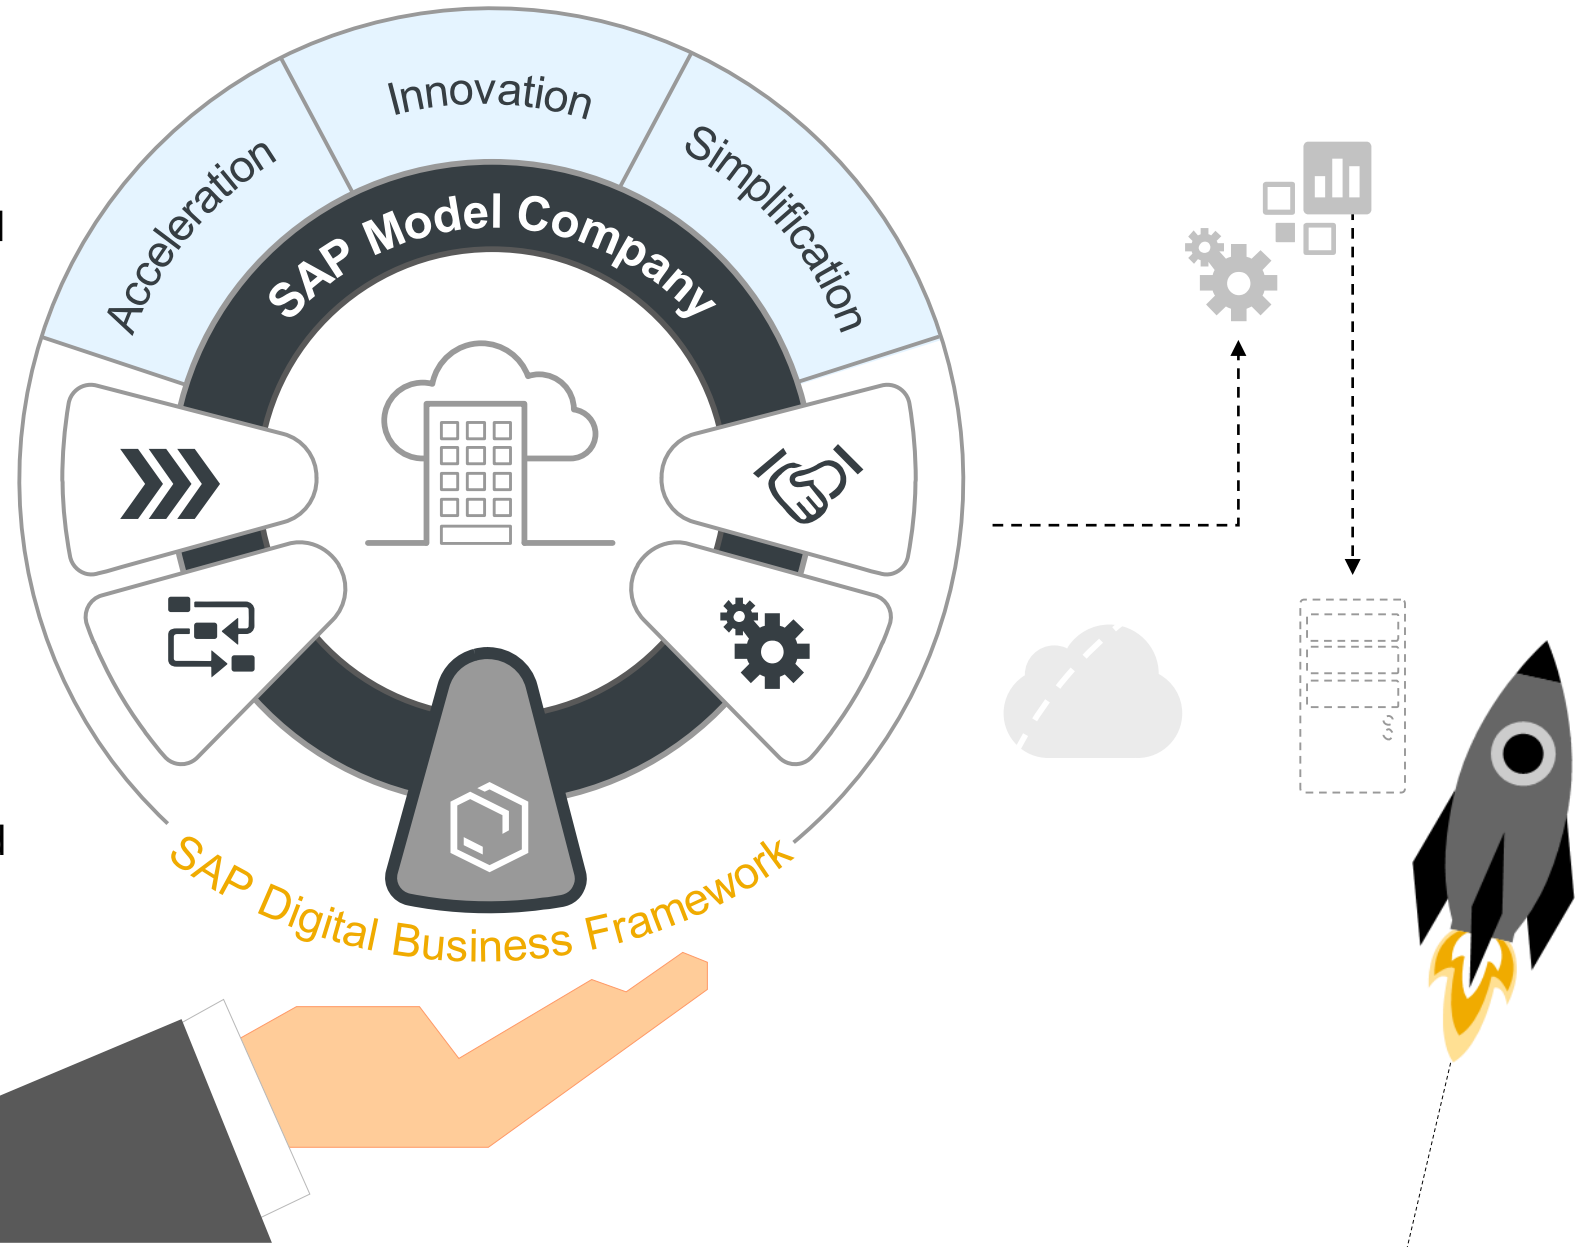 Innovation
Acceleration
Simplification
SAP Model Company
SAP Digital Business Framework